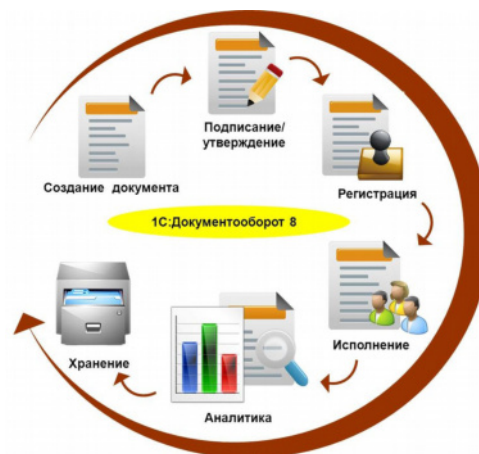 Подписание/
утверждение
Создание документа
Регистрация
1С:Документооборот 8
Исполнение
Хранение
Аналитика